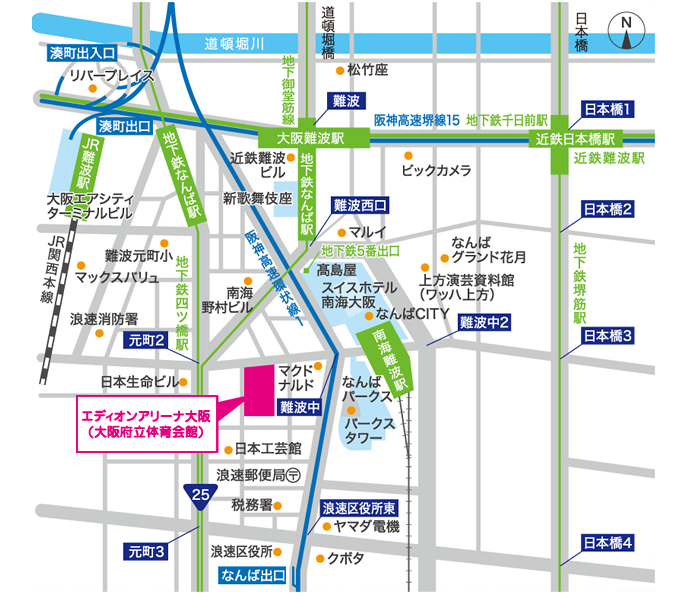 湊町出入口
リバープレイス
道頓堀川
道頓堀橋
日本橋
N
松竹座
地下鉄御堂筋線
難波
日本橋1
湊町出口
大阪難波駅
阪神高速堺線15
地下鉄千日前駅
近鉄日本橋駅
近鉄難波駅
JR難波駅
地下鉄なんば駅
近鉄難波
ビル
地下鉄なんば駅
ビックカメラ
大阪エアシティ
ターミナルビル
新歌舞伎座
難波西口
日本橋2
マルイ
JR関西本線
難波元町小
阪神高速環状線1
地下鉄5番出口
なんば
グランド花月
マックスバリュ
地下鉄四ツ橋駅
南海
野村ビル
高島屋
スイスホテル
南海大阪
上方演芸資料館
(ワッハ上方)
地下鉄堺筋駅
浪速消防署
なんばCITY
難波中2
元町2
南海難波駅
日本橋3
日本生命ビル
マクド
ナルド
なんば
パークス
難波中
エディオンアリーナ大阪
(大阪府立体育会館)
パークス
タワー
日本工芸館
浪速郵便局
25
税務署
浪速区役所東
ヤマダ電機
元町3
浪速区役所
クボタ
日本橋4
なんば出口